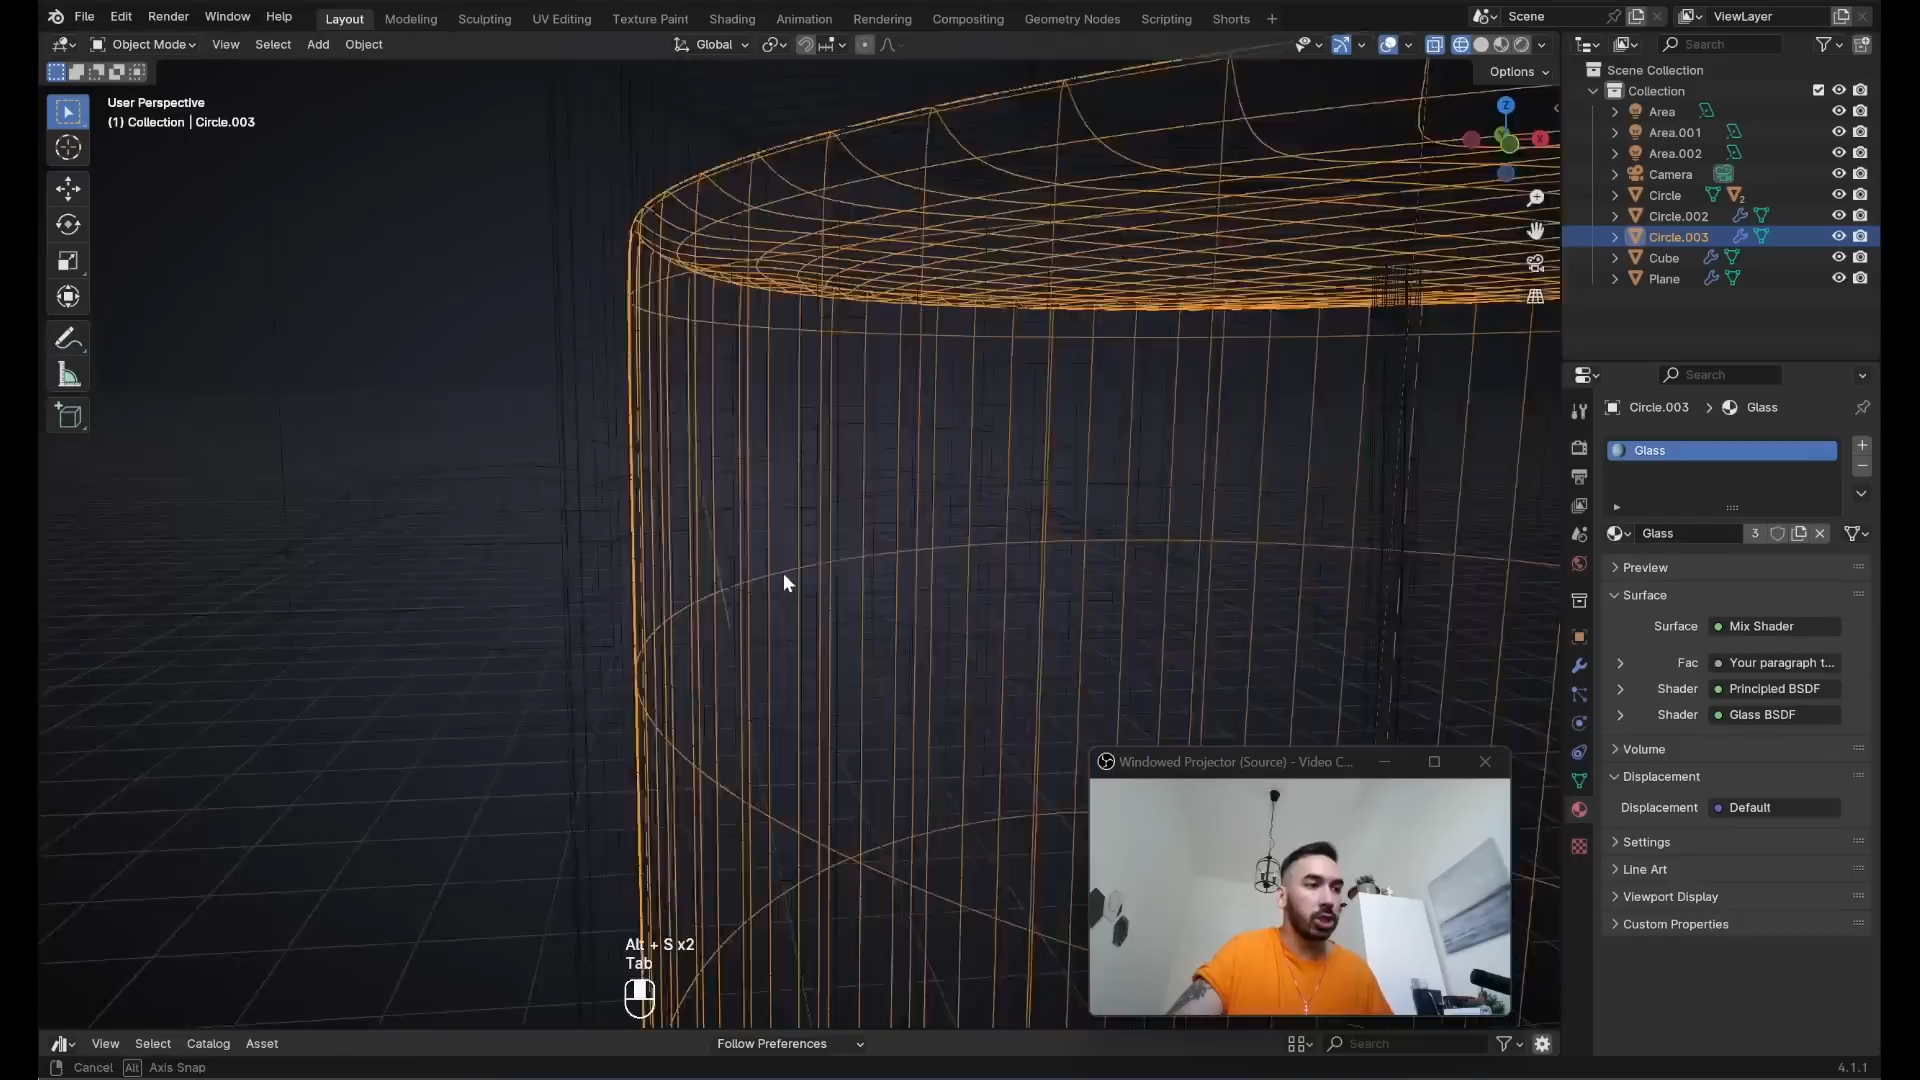 File Edit Render Window Help Layout Modeling Sculpting UV Editing Texture Paint Shading Animation Rendering Compositing Geometry Nodes Scripting Shorts + Scene ViewLayer
Object Mode View Select Add Object Global Search
Options
User Perspective
(1) Collection | Circle.003
Z
X
Scene Collection
Collection
Area
Area.001
Area.002
Camera
Circle 2
Circle.002
Circle.003
Cube
Plane
Search
Circle.003 > Glass
Glass
Glass 3
Preview
Surface
Surface Mix Shader
Fac Your paragraph t...
Shader Principled BSDF
Shader Glass BSDF
Volume
Displacement
Displacement Default
Settings
Line Art
Viewport Display
Custom Properties
Windowed Projector (Source) - Video C...
Alt + S x2
Tab
View Select Catalog Asset Follow Preferences Search
Cancel Alt Axis Snap 4.1.1